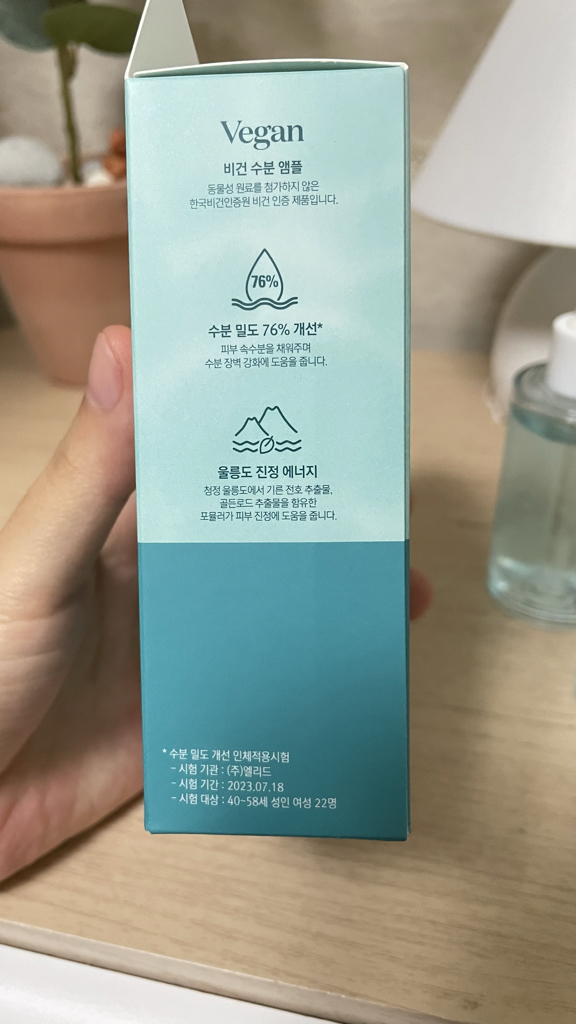 Vegan
비건 수분 앰플
동물성 원료를 첨가하지 않은
한국비건인증원 비건 인증 제품입니다.
76%
수분 밀도 76% 개선*
피부 속수분을 채워주며
수분 장벽 강화에 도움을 줍니다.
울릉도 진정 에너지
청정 울릉도에서 기른 전호 추출물,
골든로드 추출물을 함유한
포뮬러가 피부 진정에 도움을 줍니다.
* 수분 밀도 개선 인체적용시험
- 시험 기관 : (주)엘리드
- 시험 기간 : 2023.07.18
- 시험 대상 : 40~58세 성인 여성 22명